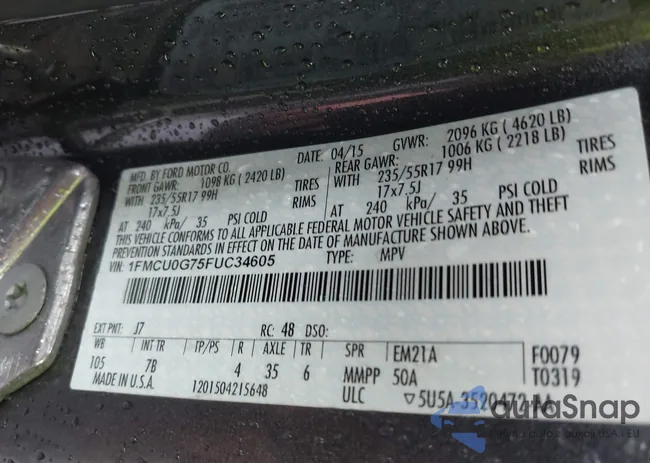 MFD. BY FORD MOTOR CO.
DATE: 04/15
GVWR: 2096 KG ( 4620 LB)
FRONT GAWR: 1098 KG ( 2420 LB)
REAR GAWR: 1006 KG ( 2218 LB)
WITH 235/55R17 99H TIRES
WITH 235/55R17 99H TIRES
17x7.5J RIMS
17x7.5J RIMS
AT 240 kPa/ 35 PSI COLD
AT 240 kPa/ 35 PSI COLD
THIS VEHICLE CONFORMS TO ALL APPLICABLE FEDERAL MOTOR VEHICLE SAFETY AND THEFT
PREVENTION STANDARDS IN EFFECT ON THE DATE OF MANUFACTURE SHOWN ABOVE.
VIN: 1FMCU0G75FUC34605
TYPE: MPV
EXT PNT: J7 RC: 48 DSO:
WB INT TR TP/PS R AXLE TR SPR EM21A F0079
105 7B 4 35 6 MMPP 50A T0319
MADE IN U.S.A. 1201504215648 ULC ▽5U5A-3520472-AA
autoSnap